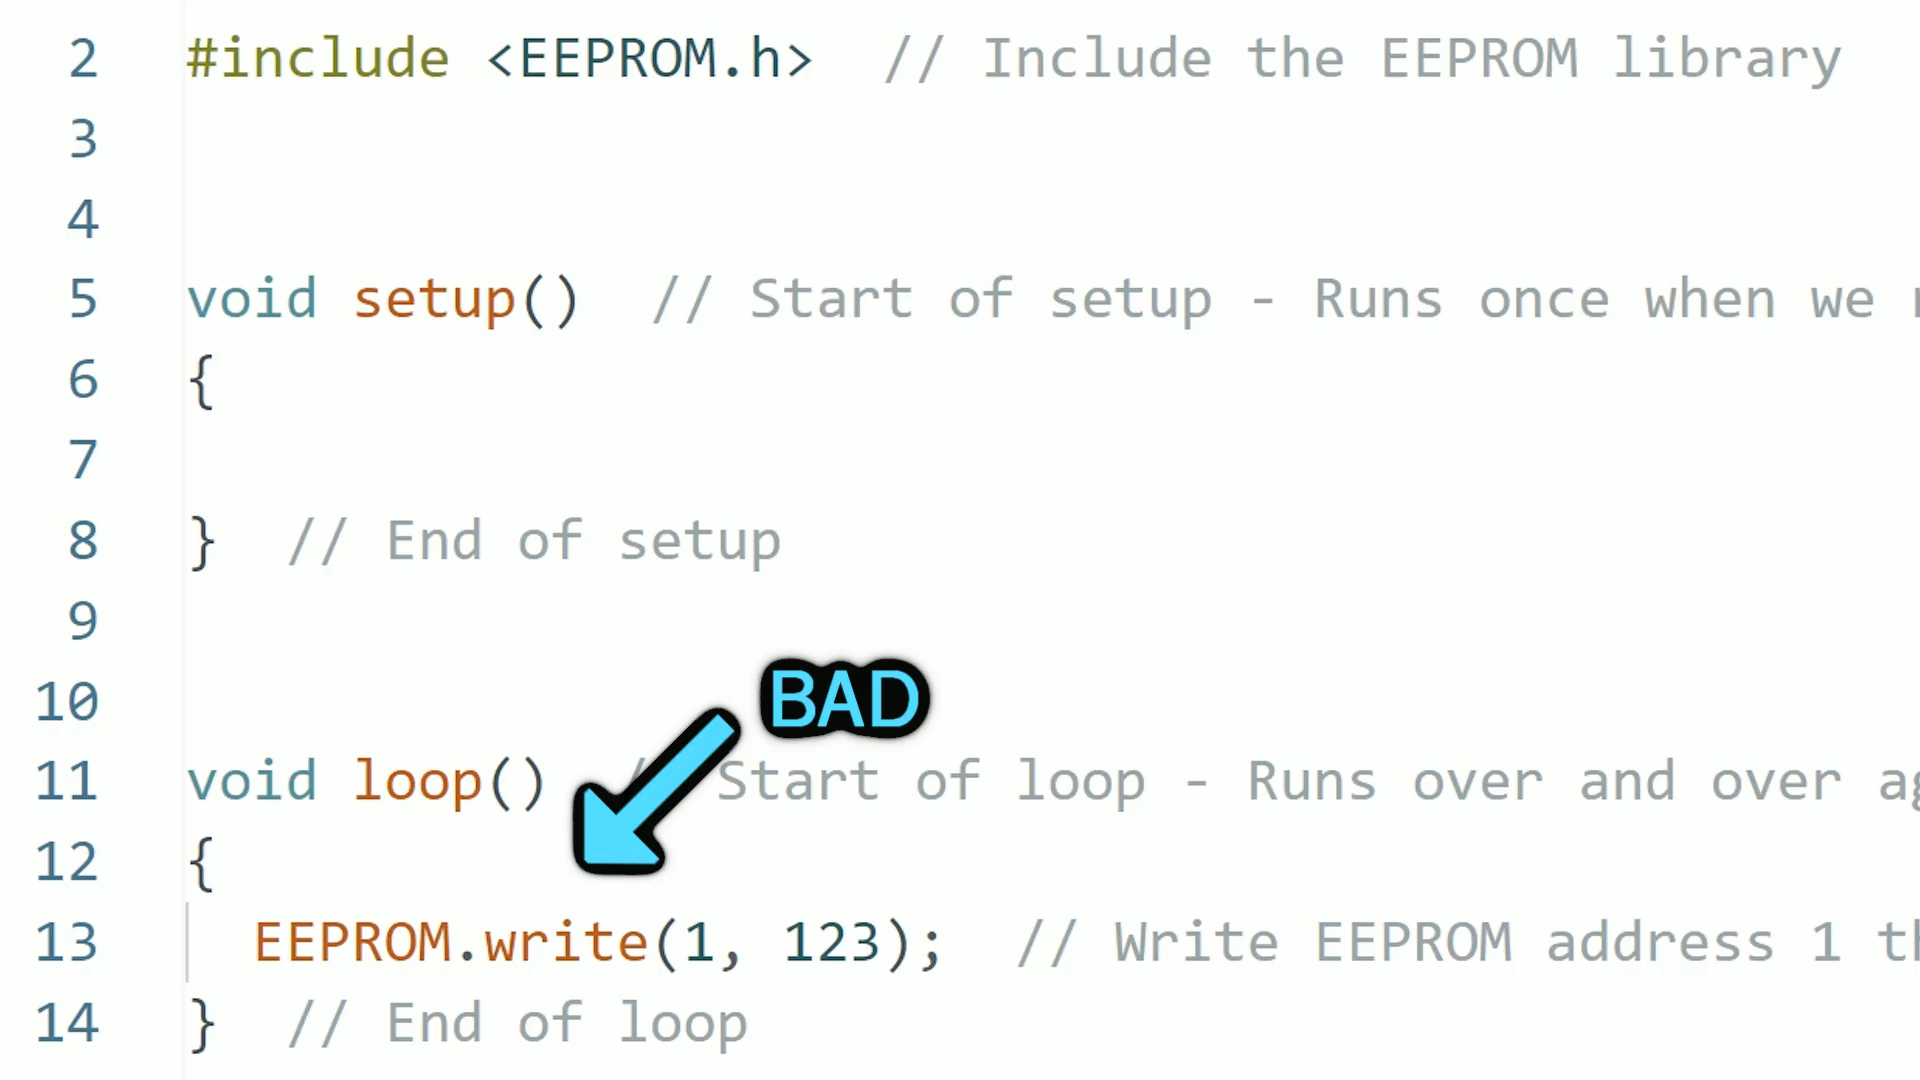 2 #include <EEPROM.h> // Include the EEPROM library
3
4
5 void setup() // Start of setup - Runs once when we
6 {
7
8 } // End of setup
9
10
BAD
11 void loop() / Start of loop - Runs over and over
12 {
13 EEPROM.write(1, 123); // Write EEPROM address 1
14 } // End of loop